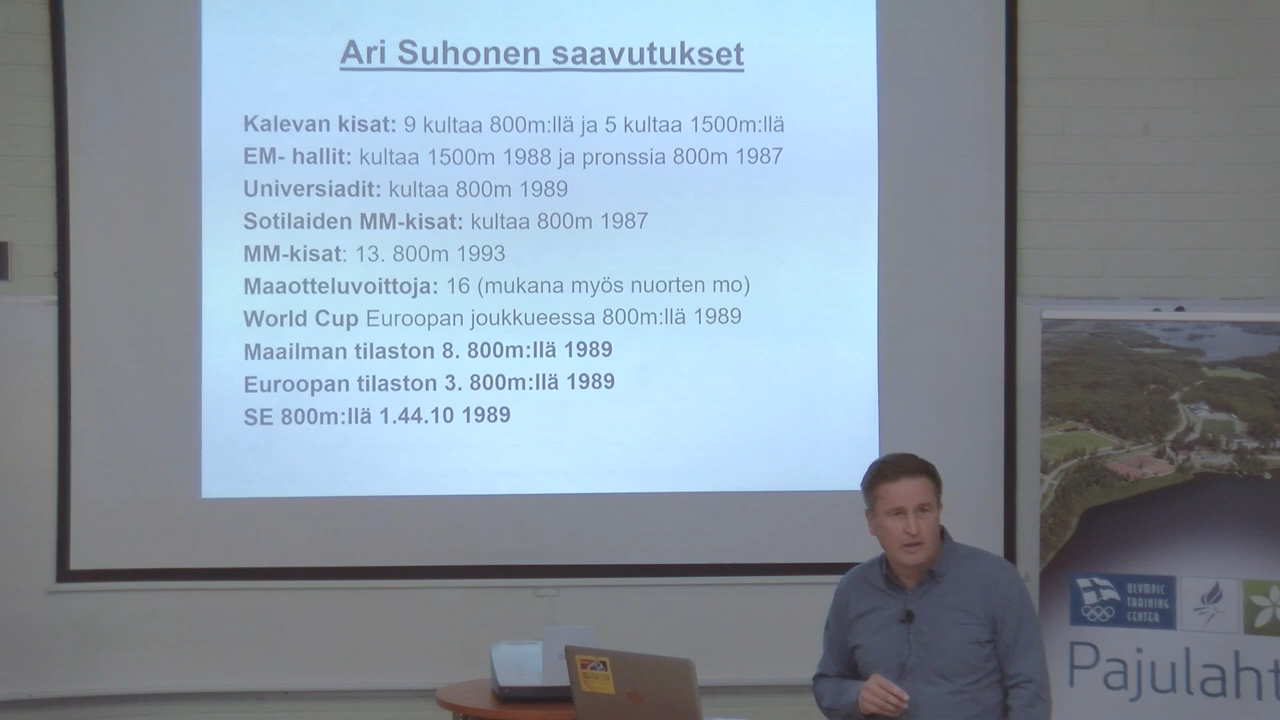 Ari Suhonen saavutukset
Kalevan kisat: 9 kultaa 800m:llä ja 5 kultaa 1500m:llä
EM- hallit: kultaa 1500m 1988 ja pronssia 800m 1987
Universiadit: kultaa 800m 1989
Sotilaiden MM-kisat: kultaa 800m 1987
MM-kisat: 13. 800m 1993
Maaotteluvoittoja: 16 (mukana myös nuorten mo)
World Cup Euroopan joukkueessa 800m:llä 1989
Maailman tilaston 8. 800m:llä 1989
Euroopan tilaston 3. 800m:llä 1989
SE 800m:llä 1.44.10 1989
OLYMPIC
TRAINING
CENTER
Pajulaht